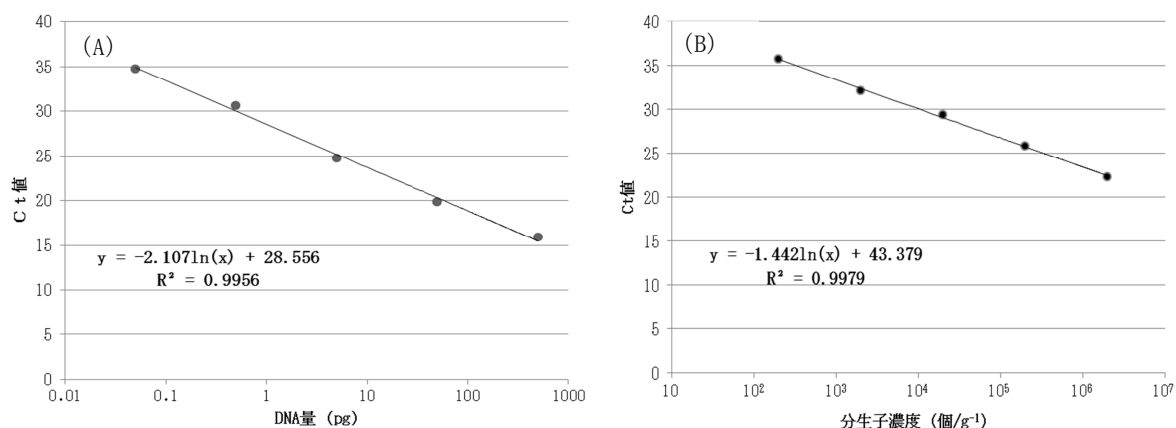 (A)
40
35
30
25
20
15
10
5
0
Ct値
y = -2.107ln(x) + 28.556
R² = 0.9956
0.01 0.1 1 10 100 1000
DNA量 (pg)
(B)
40
35
30
25
20
15
10
5
0
Ct値
y = -1.442ln(x) + 43.379
R² = 0.9979
10 10² 10³ 10⁴ 10⁵ 10⁶ 10⁷
分生子濃度 (個/g⁻¹)